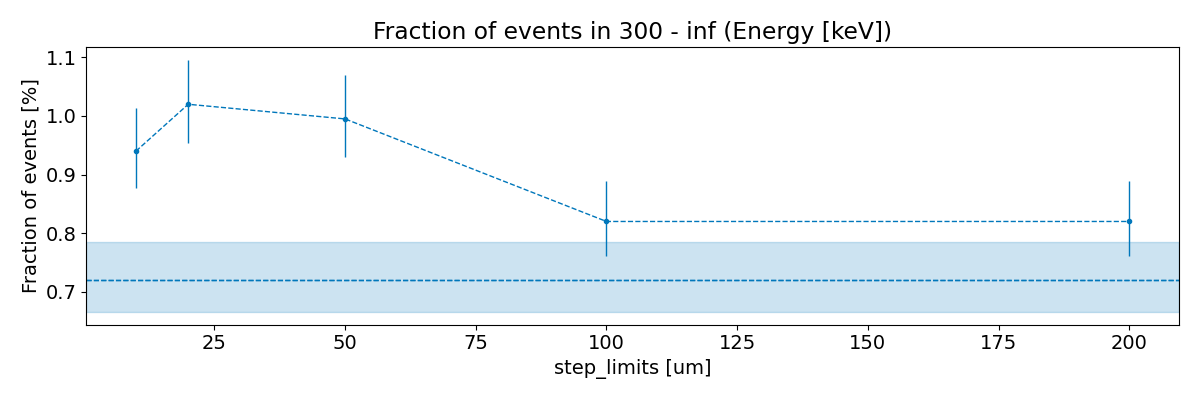 Fraction of events in 300 - inf (Energy [keV])
Fraction of events [%]
1.1
1.0
0.9
0.8
0.7
25 50 75 100 125 150 175 200
step_limits [um]